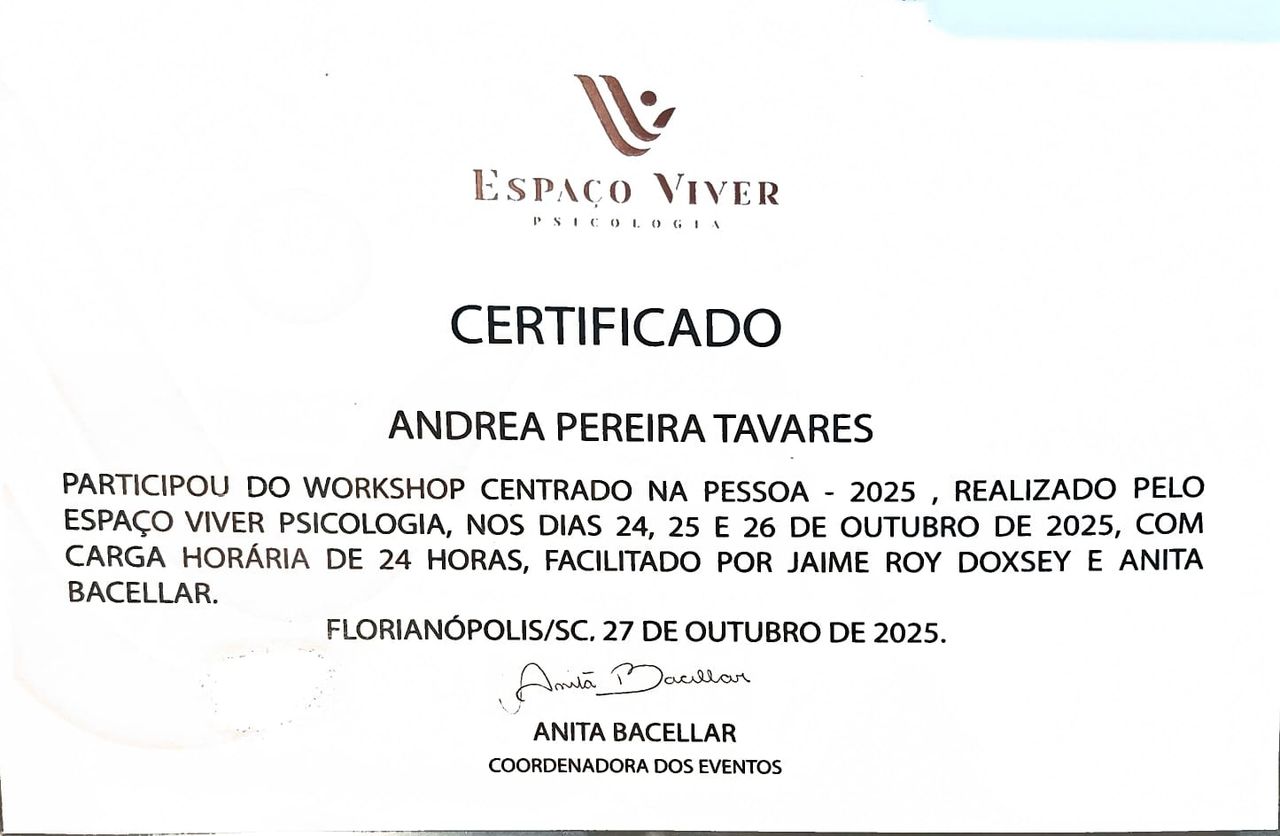 ESPAÇO VIVER
PSICOLOGIA
CERTIFICADO
ANDREA PEREIRA TAVARES
PARTICIPOU DO WORKSHOP CENTRADO NA PESSOA - 2025 , REALIZADO PELO
ESPAÇO VIVER PSICOLOGIA, NOS DIAS 24, 25 E 26 DE OUTUBRO DE 2025, COM
CARGA HORÁRIA DE 24 HORAS, FACILITADO POR JAIME ROY DOXSEY E ANITA
BACELLAR.
FLORIANÓPOLIS/SC, 27 DE OUTUBRO DE 2025.
Anita Bacellar
ANITA BACELLAR
COORDENADORA DOS EVENTOS